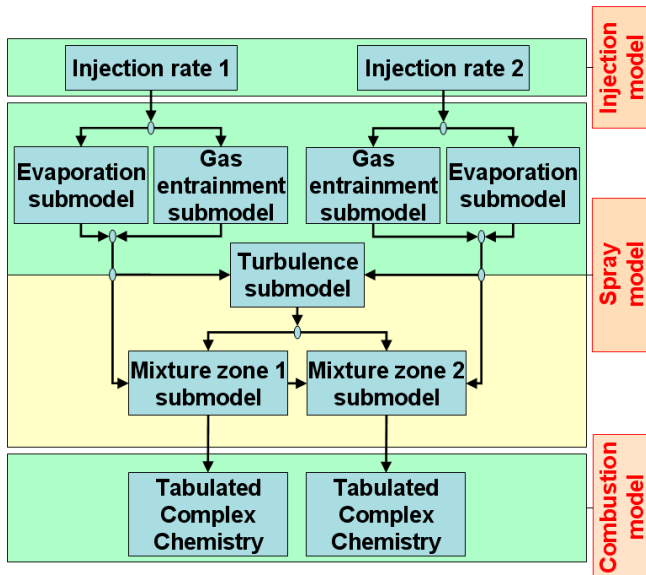 Injection rate 1
Injection rate 2
Injection
model
Evaporation
submodel
Gas
entrainment
submodel
Gas
entrainment
submodel
Evaporation
submodel
Spray
model
Turbulence
submodel
Mixture zone 1
submodel
Mixture zone 2
submodel
Tabulated
Complex
Chemistry
Tabulated
Complex
Chemistry
Combustion
model